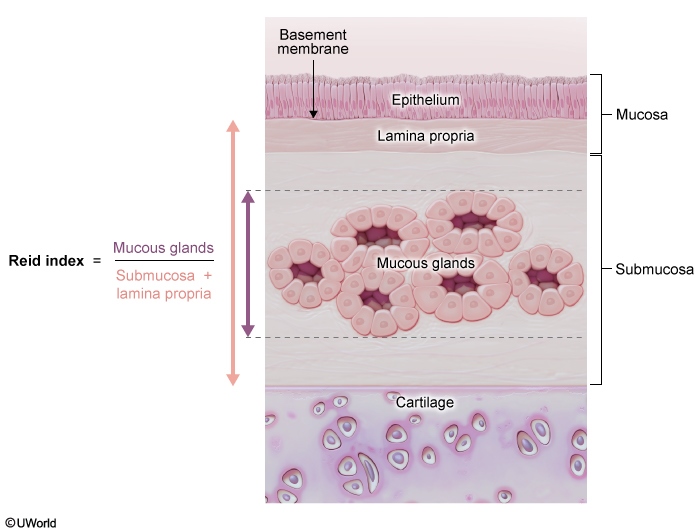 Basement
membrane
Epithelium
Mucosa
Lamina propria
Reid index = Mucous glands
Submucosa +
lamina propria
Mucous glands
Submucosa
Cartilage
©UWorld